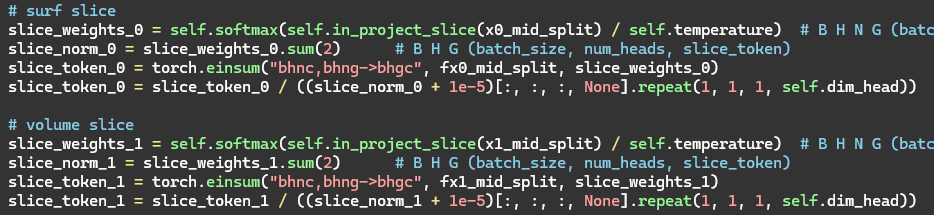 # surf slice
slice_weights_0 = self.softmax(self.in_project_slice(x0_mid_split) / self.temperature)  # B H N G (batc
slice_norm_0 = slice_weights_0.sum(2)      # B H G (batch_size, num_heads, slice_token)
slice_token_0 = torch.einsum("bhnc,bhng->bhgc", fx0_mid_split, slice_weights_0)
slice_token_0 = slice_token_0 / ((slice_norm_0 + 1e-5)[:, :, :, None].repeat(1, 1, 1, self.dim_head))
# volume slice
slice_weights_1 = self.softmax(self.in_project_slice(x1_mid_split) / self.temperature)  # B H N G (batc
slice_norm_1 = slice_weights_1.sum(2)      # B H G (batch_size, num_heads, slice_token)
slice_token_1 = torch.einsum("bhnc,bhng->bhgc", fx1_mid_split, slice_weights_1)
slice_token_1 = slice_token_1 / ((slice_norm_1 + 1e-5)[:, :, :, None].repeat(1, 1, 1, self.dim_head))